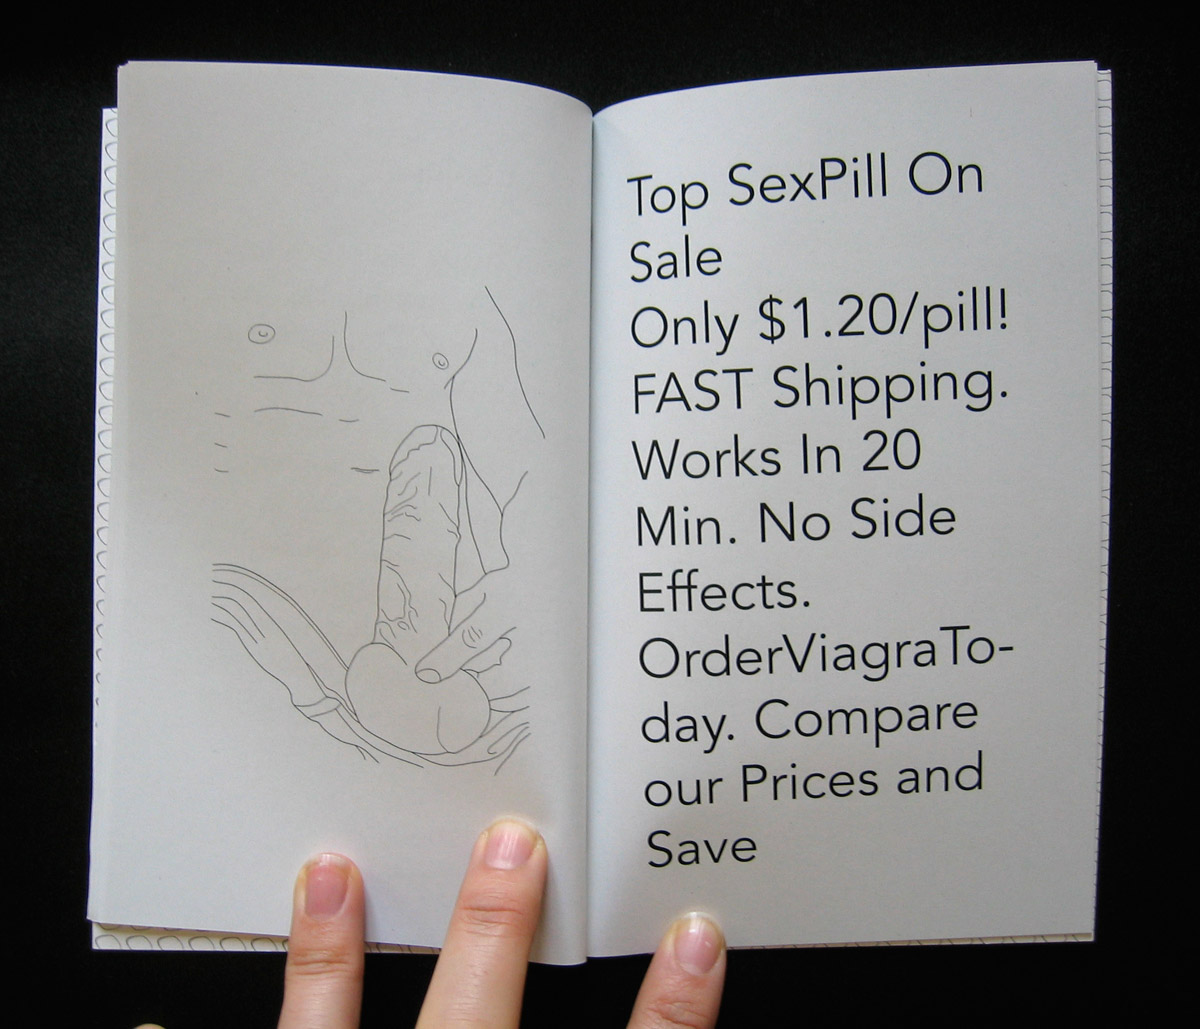 Top SexPill On
Sale
Only $1.20/pill!
FAST Shipping.
Works In 20
Min. No Side
Effects.
OrderViagraTo-
day. Compare
our Prices and
Save